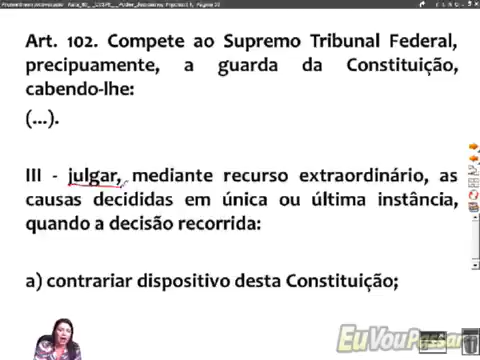 Art. 102. Compete ao Supremo Tribunal Federal,
precipuamente, a guarda da Constituição,
cabendo-lhe:
(...).
III - julgar, mediante recurso extraordinário, as
causas decididas em única ou última instância,
quando a decisão recorrida:
a) contrariar dispositivo desta Constituição;
EuVouPassar